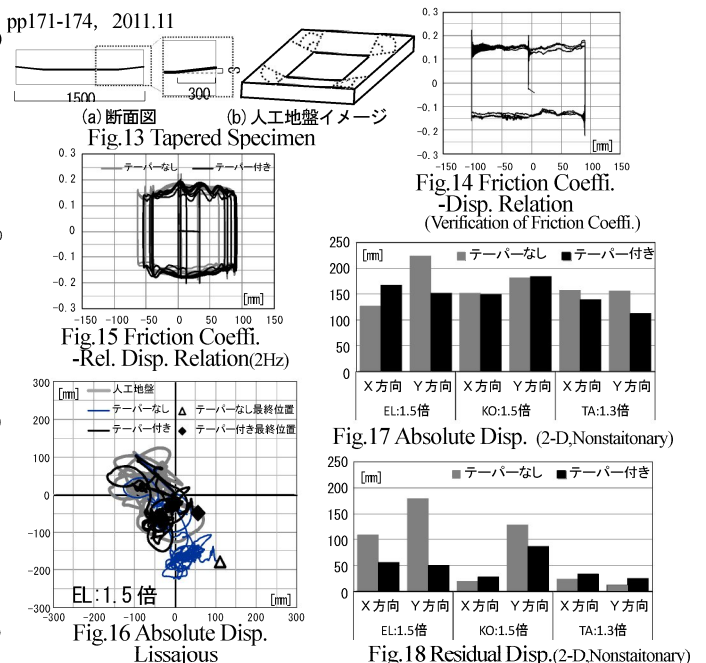 pp171-174, 2011.11
1500
300
3
(a) 断面図
(b) 人工地盤イメージ
Fig.13 Tapered Specimen
0.3
0.2
0.1
0
-0.1
-0.2
-0.3
-150 -100 -50 0 50 100 150
[mm]
Fig.14 Friction Coeffi.
-Disp. Relation
(Verification of Friction Coeffi.)
0.3
0.2
0.1
0
-0.1
-0.2
-0.3
テーパーなし テーパー付き
[mm]
-150 -100 -50 0 50 100 150
Fig.15 Friction Coeffi.
-Rel. Disp. Relation(2Hz)
250
200
150
100
50
0
[mm]
テーパーなし テーパー付き
X方向 Y方向 X方向 Y方向 X方向 Y方向
EL:1.5倍 KO:1.5倍 TA:1.3倍
Fig.17 Absolute Disp. (2-D,Nonstaitonary)
300
200
100
0
-100
-200
-300
[mm]
人工地盤
テーパーなし テーパーなし最終位置
テーパー付き テーパー付き最終位置
EL:1.5倍
[mm]
-300 -200 -100 0 100 200 300
Fig.16 Absolute Disp.
Lissajous
250
200
150
100
50
0
[mm]
テーパーなし テーパー付き
X方向 Y方向 X方向 Y方向 X方向 Y方向
EL:1.5倍 KO:1.5倍 TA:1.3倍
Fig.18 Residual Disp.(2-D,Nonstaitonary)